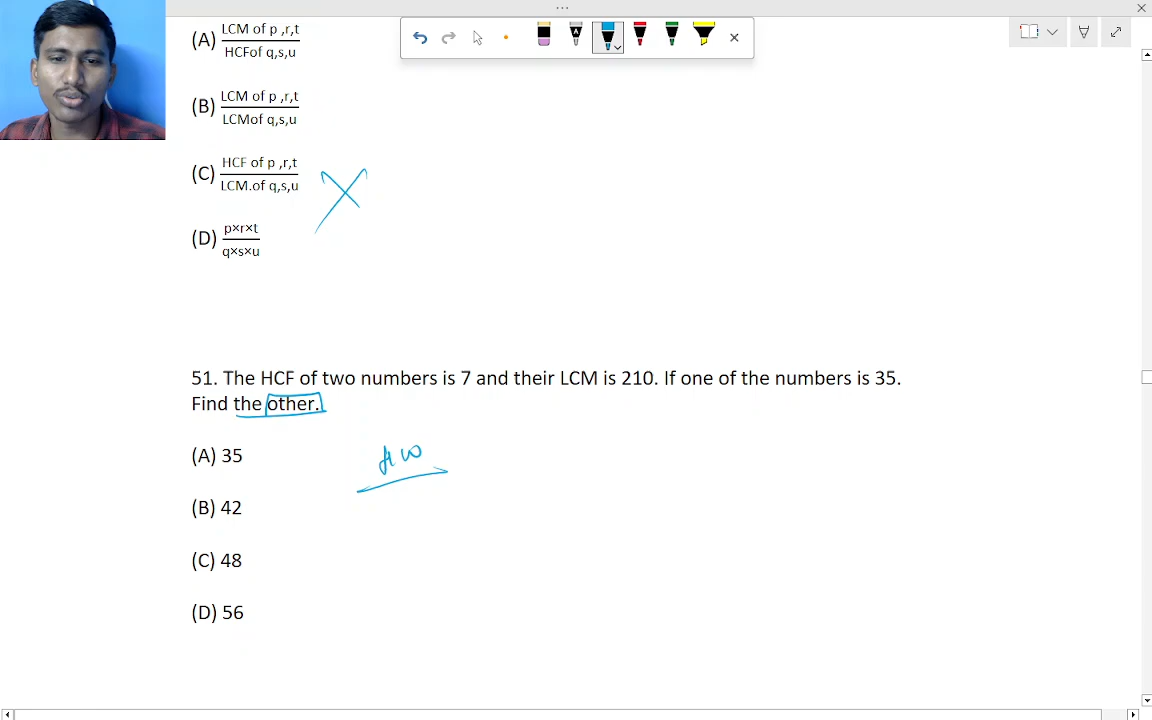 (A) LCM of p ,r,t
HCFof q,s,u
(B) LCM of p ,r,t
LCMof q,s,u
(C) HCF of p ,r,t
LCM.of q,s,u
(D) p×r×t
q×s×u
51. The HCF of two numbers is 7 and their LCM is 210. If one of the numbers is 35.
Find the other.
(A) 35
HW
(B) 42
(C) 48
(D) 56